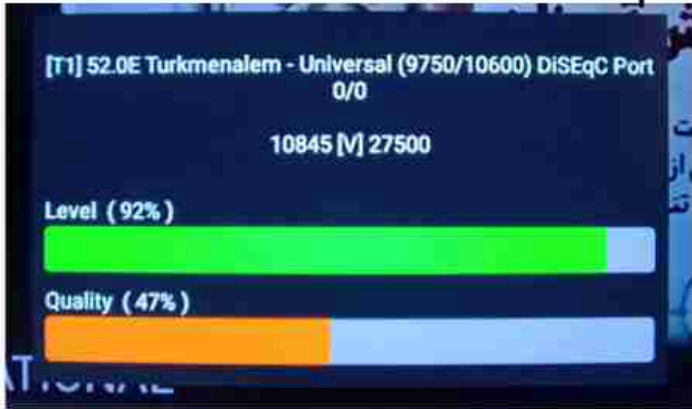 [T1] 52.0E Turkmenalem - Universal (9750/10600) DiSEqC Port
0/0
10845 [V] 27500
Level ( 92% )
Quality ( 47% )